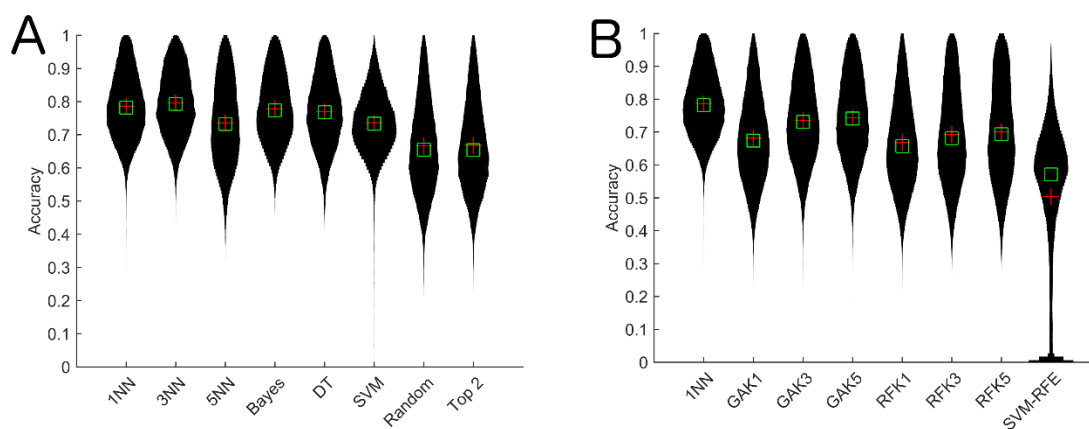 A
Accuracy
1
0.9
0.8
0.7
0.6
0.5
0.4
0.3
0.2
0.1
0
1NN
3NN
5NN
Bayes
DT
SVM
Random
Top 2
B
Accuracy
1
0.9
0.8
0.7
0.6
0.5
0.4
0.3
0.2
0.1
0
1NN
GAK1
GAK3
GAK5
RFK1
RFK3
RFK5
SVM-RFE